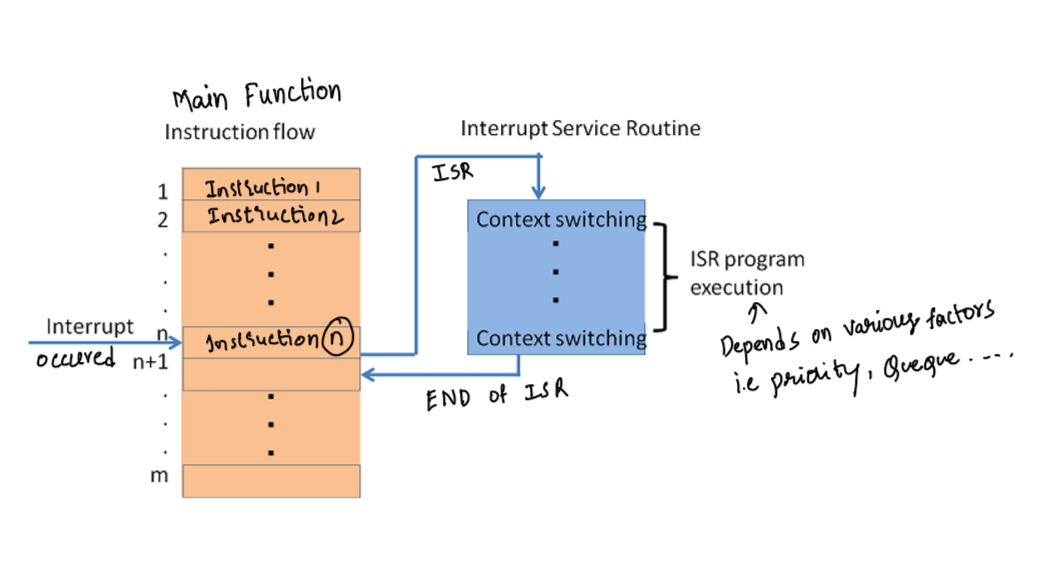 Main Function
Instruction flow
Interrupt Service Routine
ISR
1 Instruction 1
2 Instruction 2
Context switching
ISR program
execution
Interrupt
occured
n Instruction n
n+1
Context switching
Depends on various factors
i.e priority, Queque.....
END of ISR
m